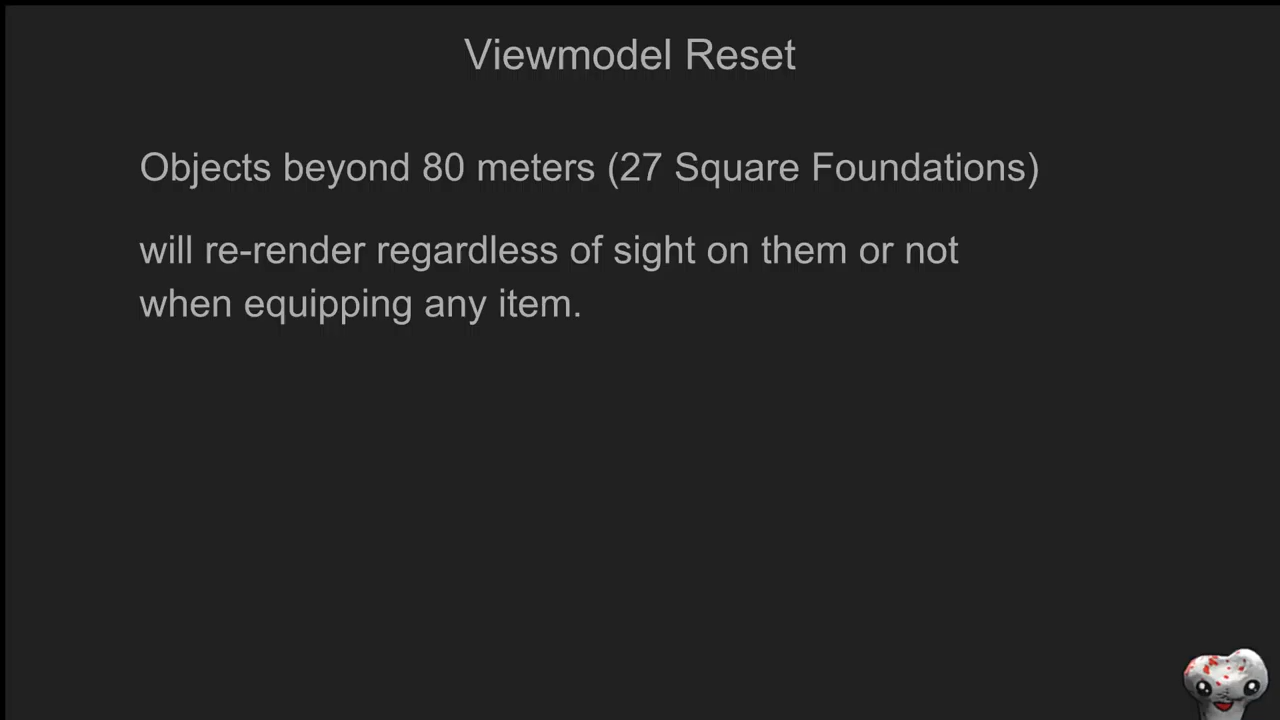 Viewmodel Reset
Objects beyond 80 meters (27 Square Foundations)
will re-render regardless of sight on them or not
when equipping any item.